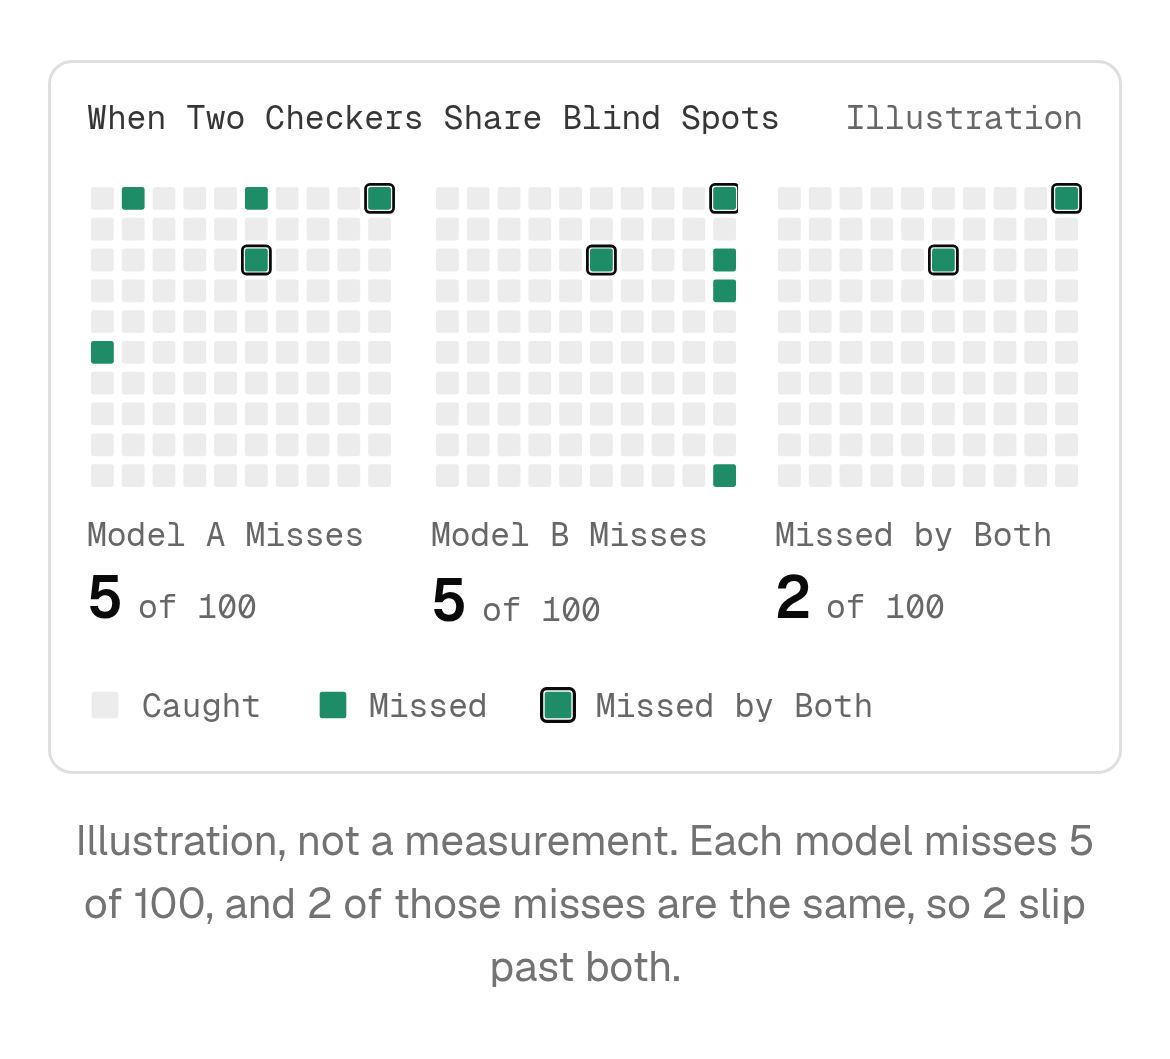 When Two Checkers Share Blind Spots Illustration
Model A Misses Model B Misses Missed by Both
5 of 100 5 of 100 2 of 100
Caught Missed Missed by Both
Illustration, not a measurement. Each model misses 5
of 100, and 2 of those misses are the same, so 2 slip
past both.